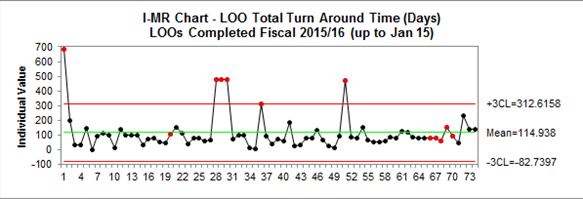 I-MR Chart - LOO Total Turn Around Time (Days)
LOOs Completed Fiscal 2015/16 (up to Jan 15)
Individual Value
700
600
500
400
300
200
100
0
-100
+3CL=312.6158
Mean=114.938
-3CL=-82.7397
1 4 7 10 13 16 19 22 25 28 31 34 37 40 43 46 49 52 55 58 61 64 67 70 73